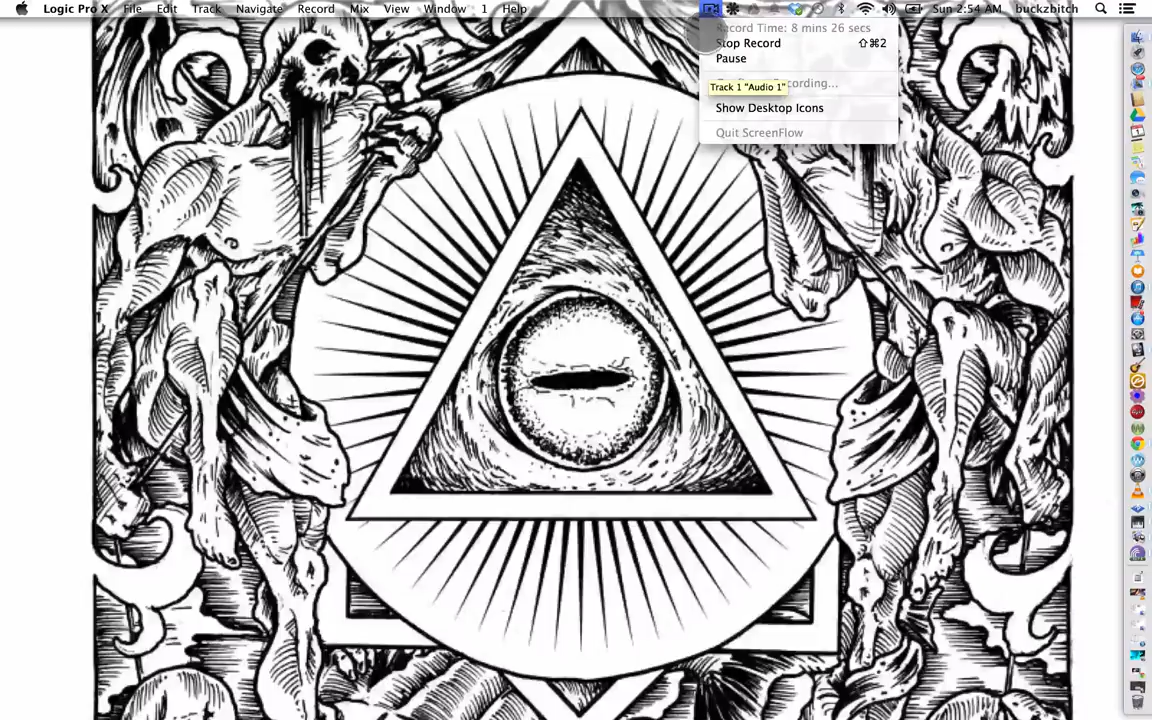 Logic Pro X File Edit Track Navigate Record Mix View Window 1 Help Sun 2:54 AM buckzbitch
Record Time: 8 mins 26 secs
Stop Record ⇧⌘2
Pause
cording...
Track 1 "Audio 1"
Show Desktop Icons
Quit ScreenFlow